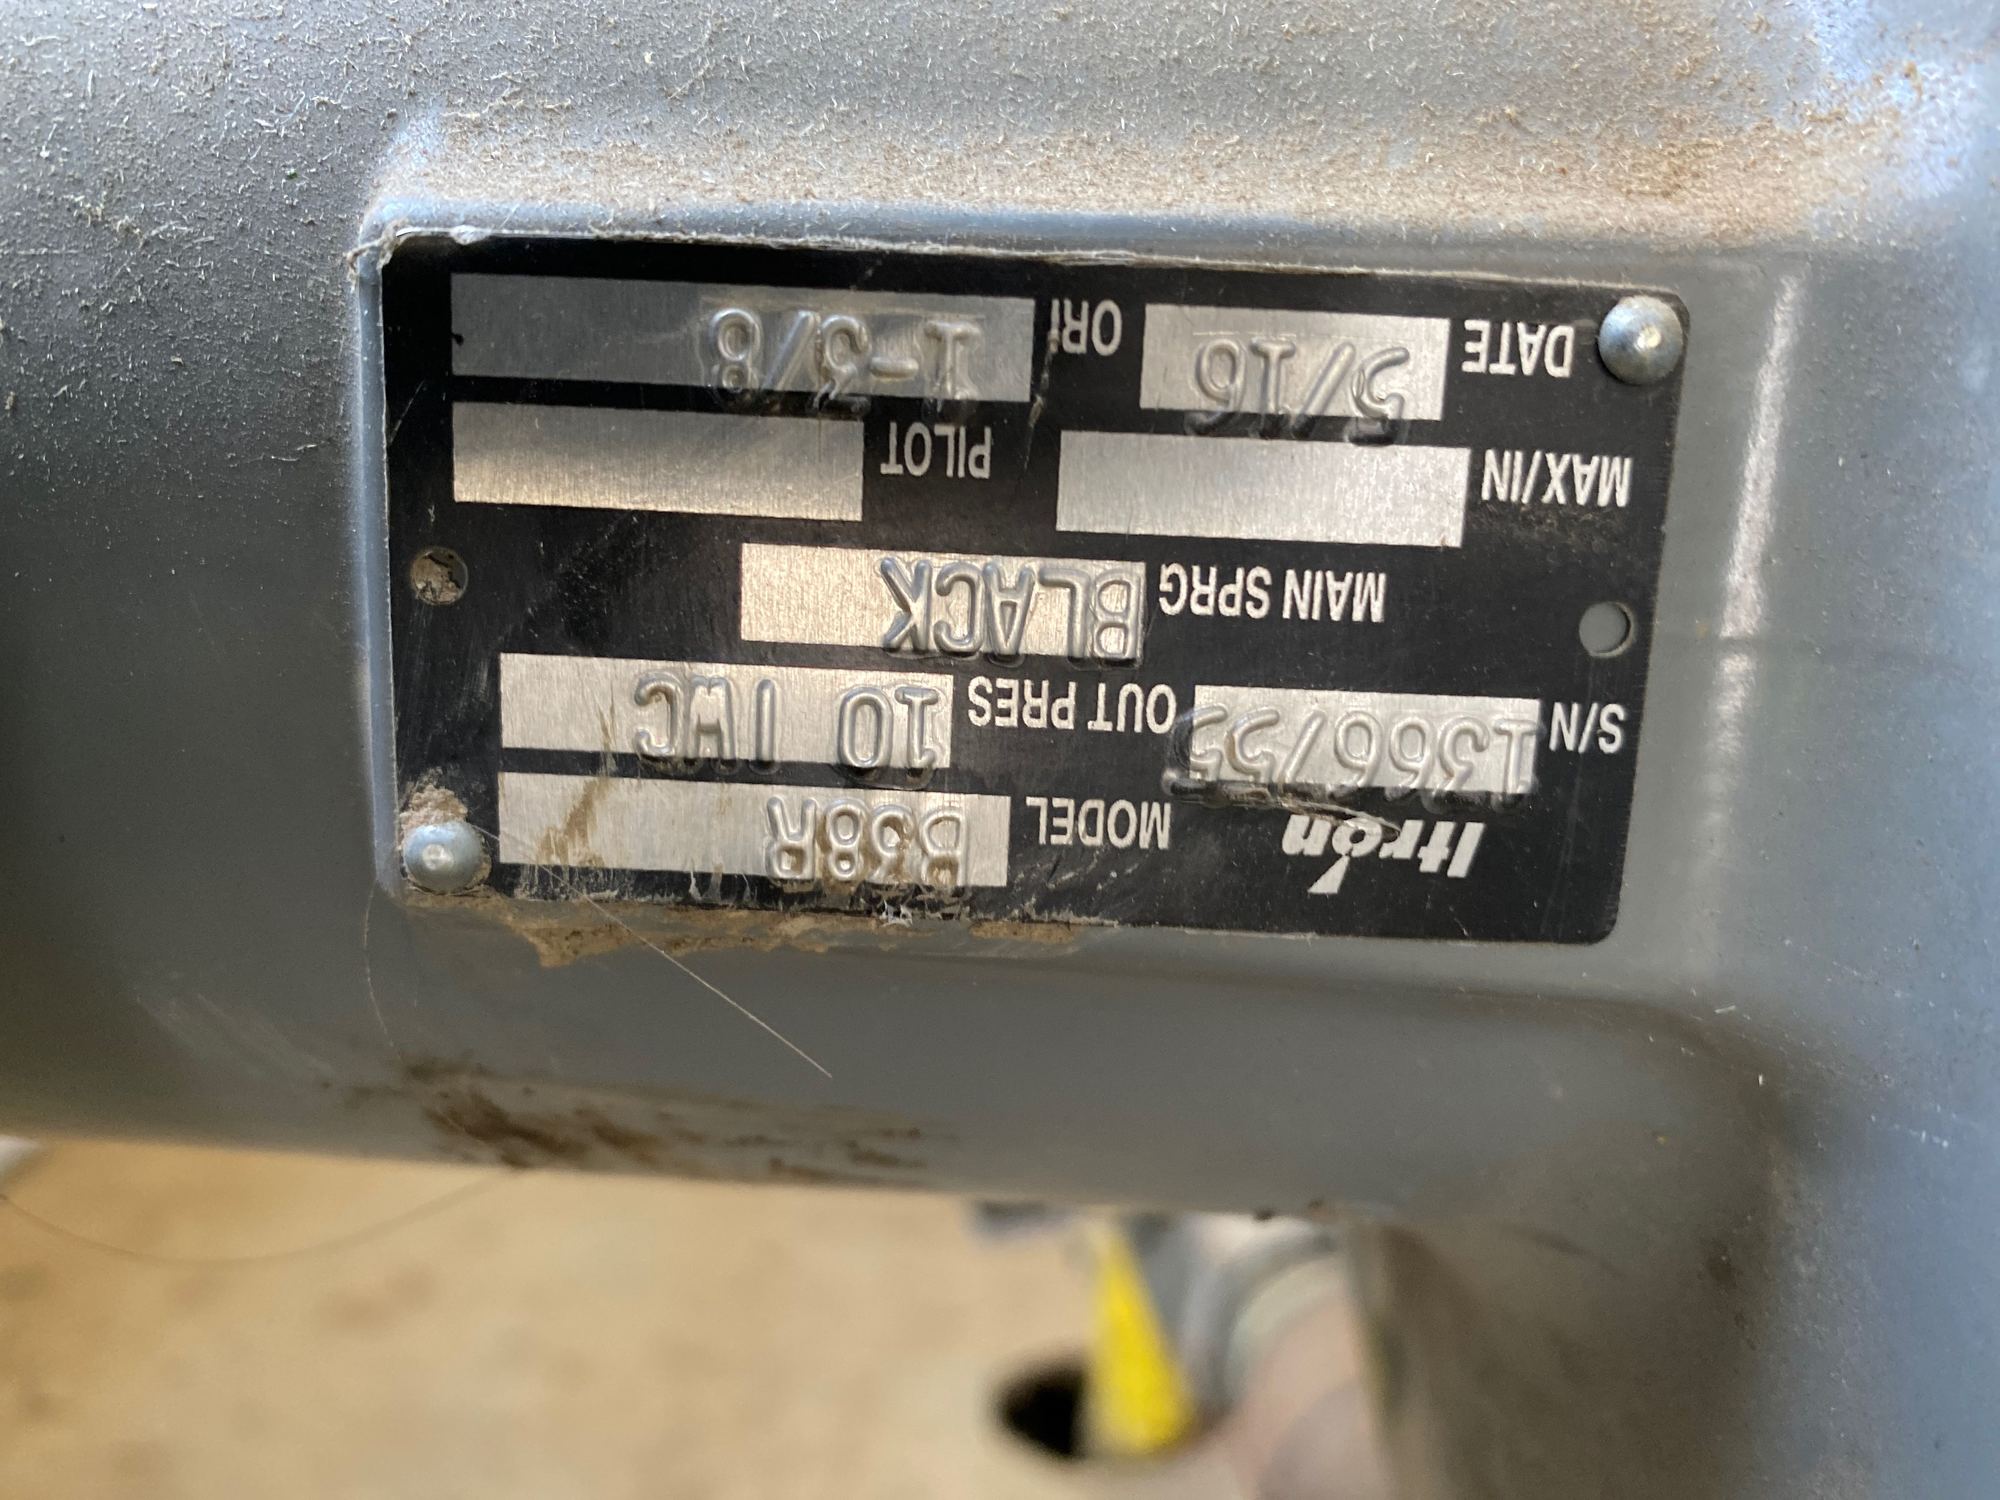 Itron MODEL B38R
S/N 1366755 OUT PRES 10 IWC
MAIN SPRG BLACK
MAX/IN PILOT
DATE 5/16 ORI 1-3/8